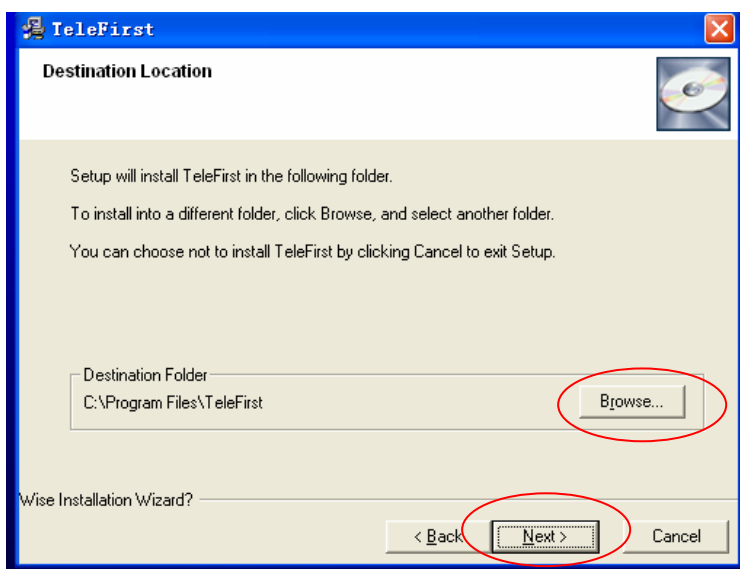 TeleFirst
Destination Location
Setup will install TeleFirst in the following folder.
To install into a different folder, click Browse, and select another folder.
You can choose not to install TeleFirst by clicking Cancel to exit Setup.
Destination Folder
C:\Program Files\TeleFirst
Browse...
Wise Installation Wizard?
< Back
Next >
Cancel